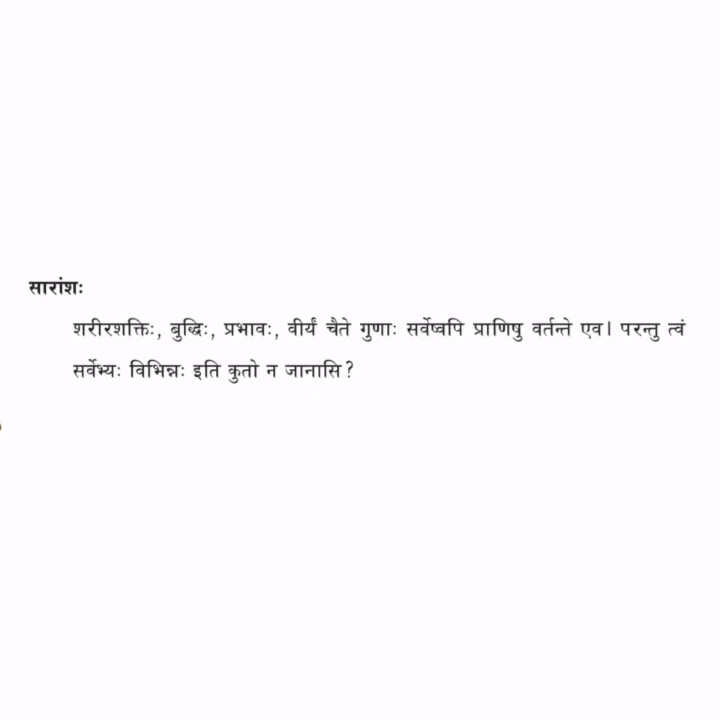 सारांशः
शरीरशक्तिः, बुद्धिः, प्रभावः, वीर्यं चैते गुणाः सर्वेष्वपि प्राणिषु वर्तन्ते एव। परन्तु त्वं
सर्वेभ्यः विभिन्नः इति कुतो न जानासि?